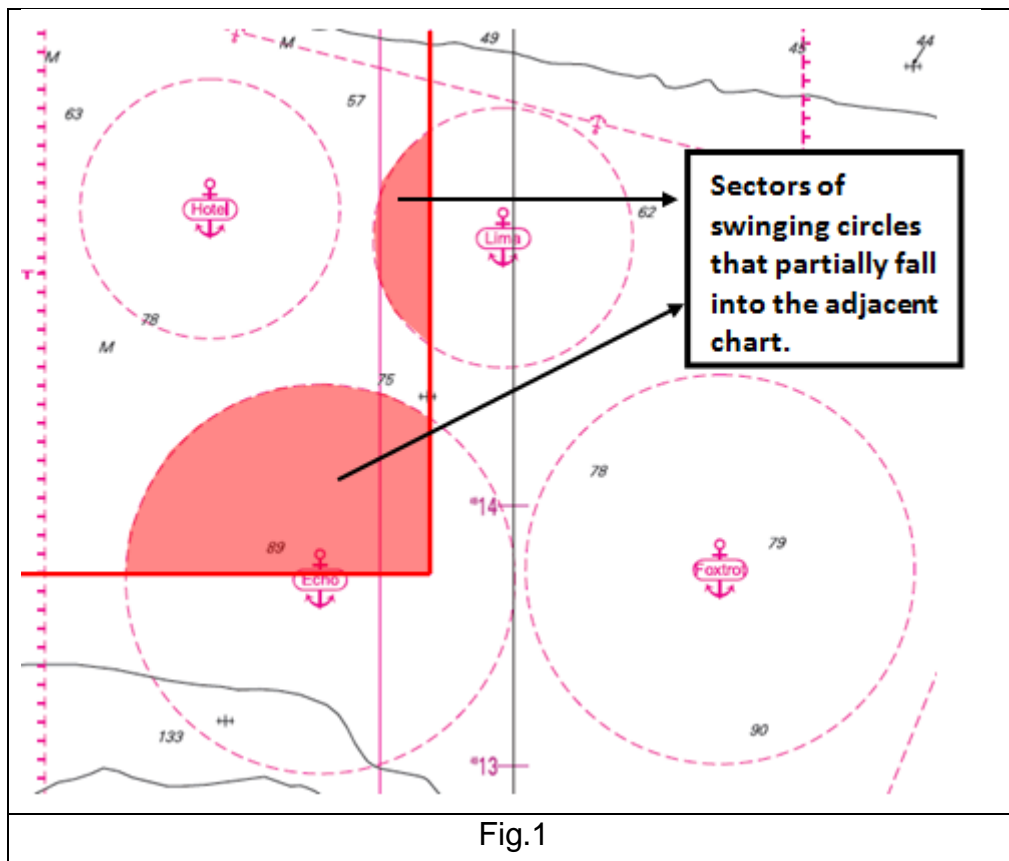 49
45
44
M
M
57
63
Hotel
Lima
62
Sectors of
swinging circles
that partially fall
into the adjacent
chart.
T
78
M
75
78
14
89
Echo
79
Foxtrot
133
90
13
Fig.1